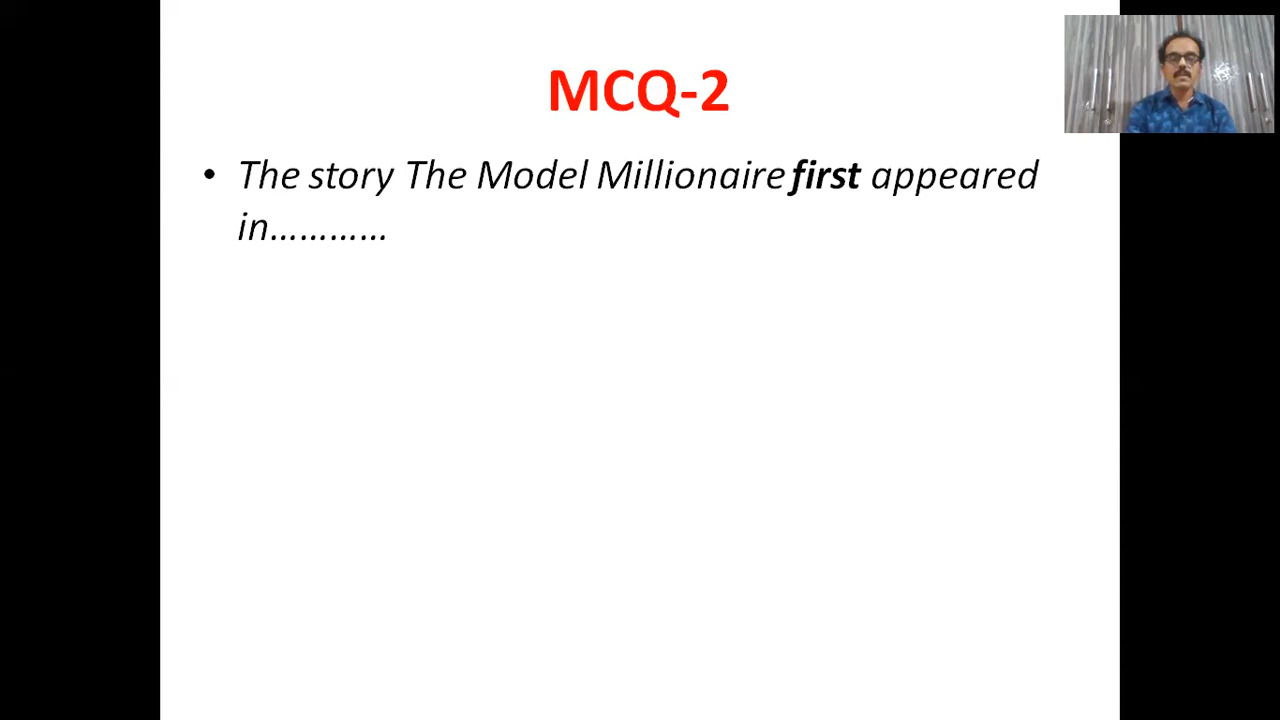 MCQ-2
• The story The Model Millionaire first appeared
in…………